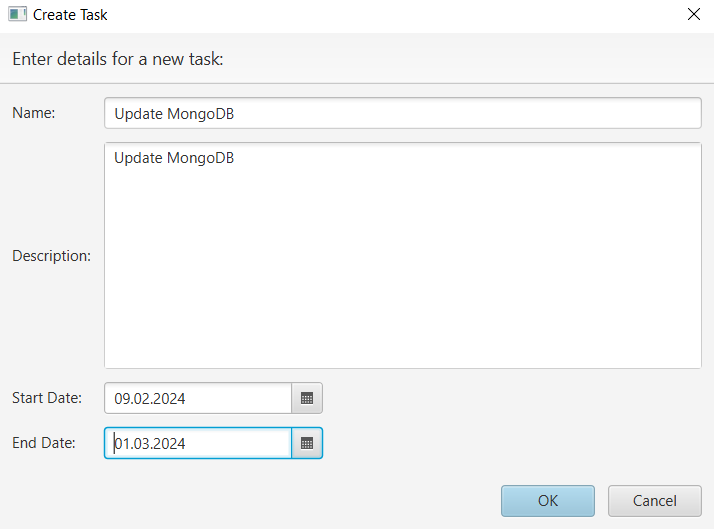 Create Task
Enter details for a new task:
Name: Update MongoDB
Update MongoDB
Description:
Start Date: 09.02.2024
End Date: 01.03.2024
OK Cancel